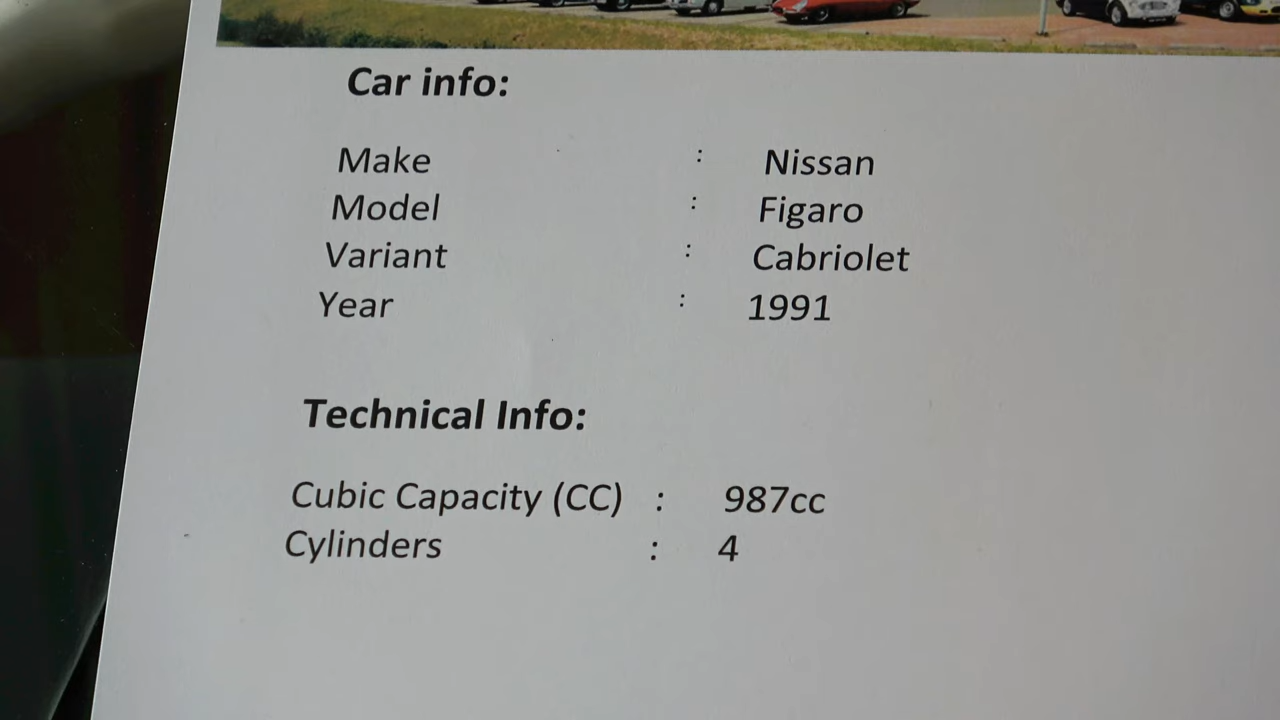 Car info:
Make : Nissan
Model : Figaro
Variant : Cabriolet
Year : 1991
Technical Info:
Cubic Capacity (CC) : 987cc
Cylinders : 4